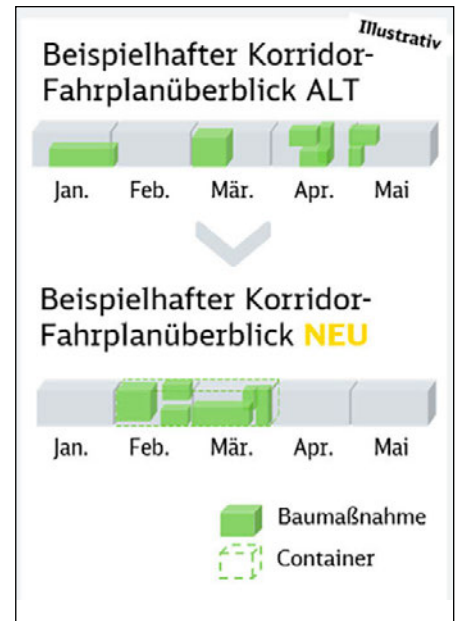 Illustrativ
Beispielhafter Korridor-
Fahrplanüberblick ALT
Jan. Feb. Mär. Apr. Mai
Beispielhafter Korridor-
Fahrplanüberblick NEU
Jan. Feb. Mär. Apr. Mai
Baumaßnahme
Container